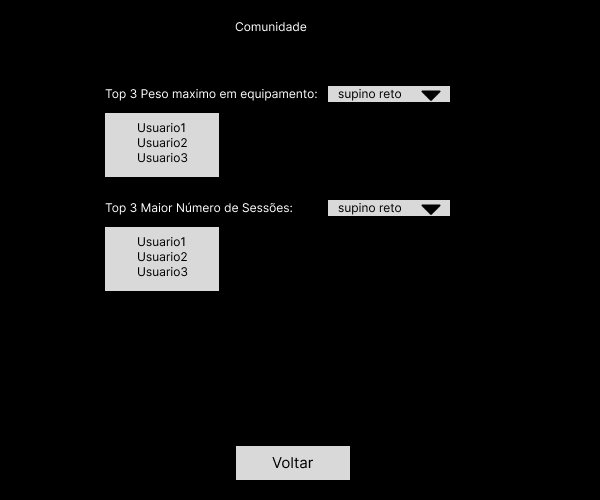 Comunidade
Top 3 Peso maximo em equipamento: supino reto
Usuario1
Usuario2
Usuario3
Top 3 Maior Número de Sessões: supino reto
Usuario1
Usuario2
Usuario3
Voltar